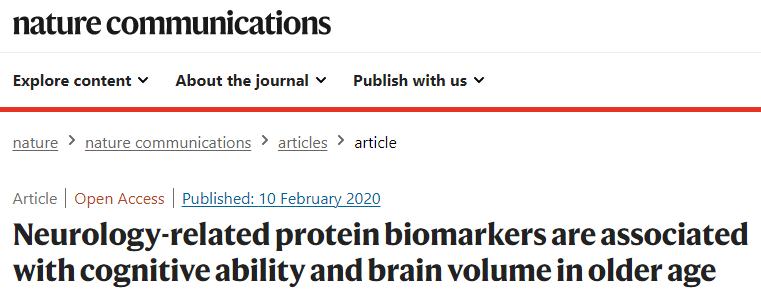 nature communications
Explore content About the journal Publish with us
nature > nature communications > articles > article
Article | Open Access | Published: 10 February 2020
Neurology-related protein biomarkers are associated
with cognitive ability and brain volume in older age